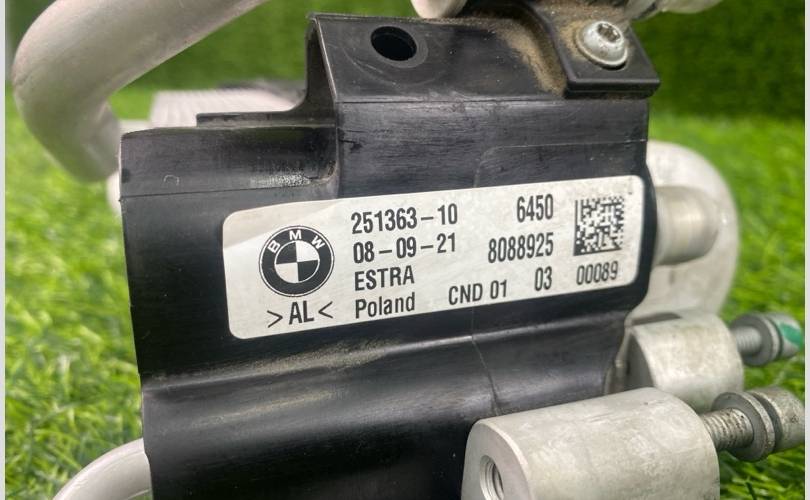 BMW
251363-10 6450
08-09-21 8088925
ESTRA
>AL< Poland CND 01 03 00089